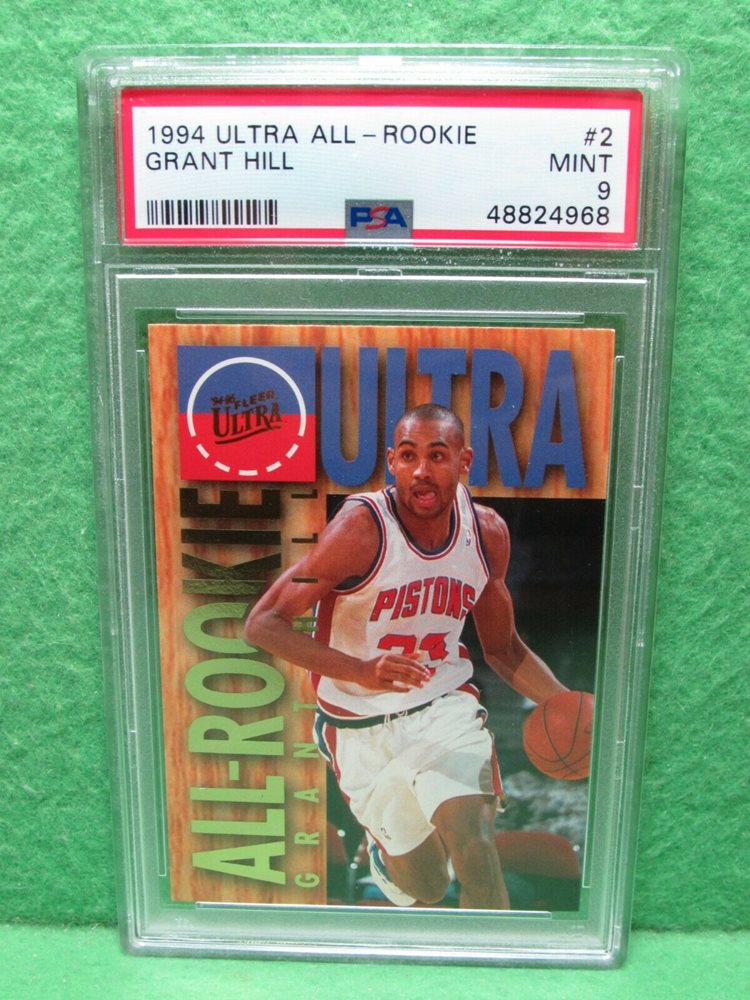 1994 ULTRA ALL-ROOKIE #2
GRANT HILL MINT
9
PSA 48824968
ULTRA
'94-'95 FLEER
ULTRA
ALL-ROOKIE
GRANT HILL
PISTONS
33